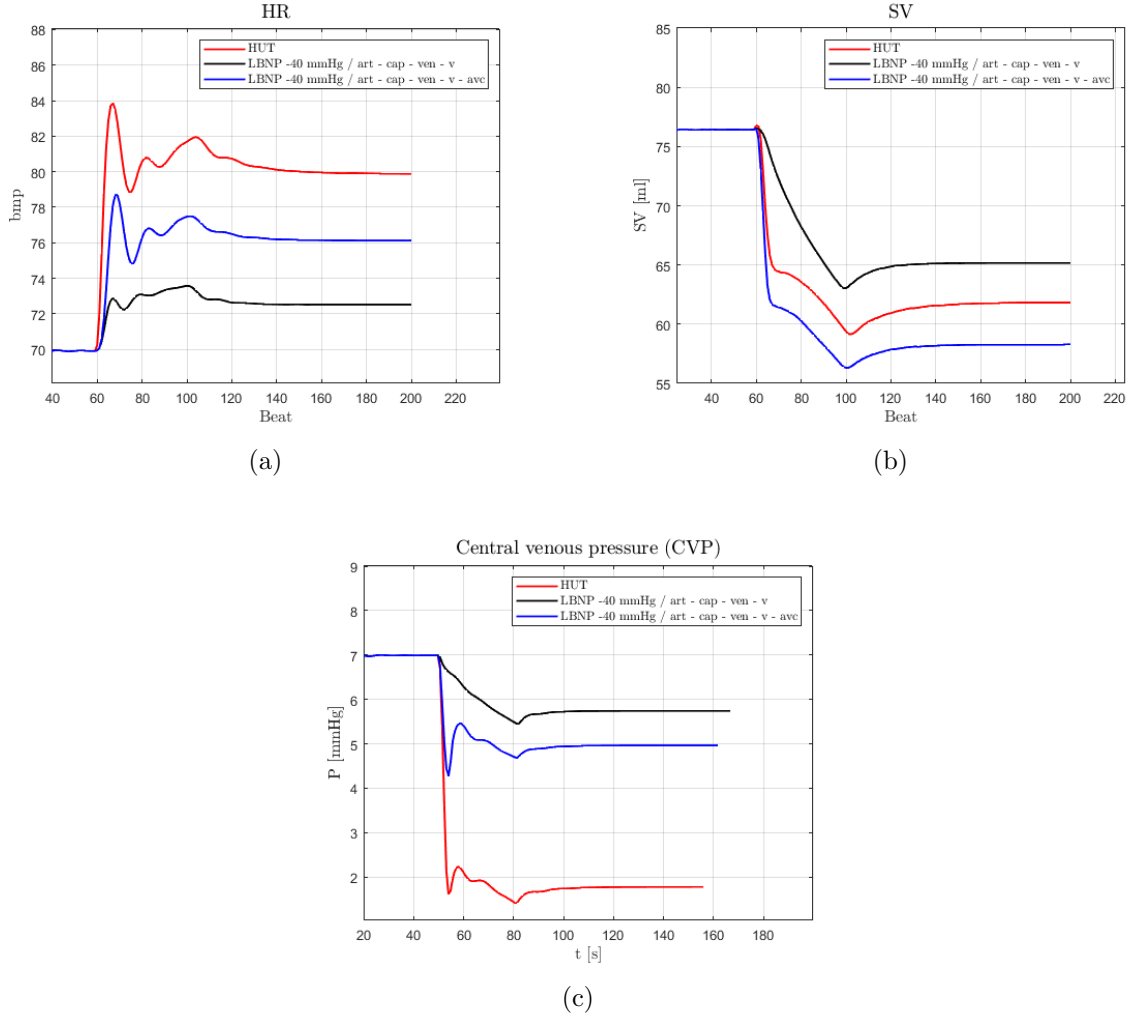 HR
88
86
84
82
80
78
76
74
72
70
bmp
HUT
LBNP -40 mmHg / art - cap - ven - v
LBNP -40 mmHg / art - cap - ven - v - avc
40 60 80 100 120 140 160 180 200 220
Beat
(a)
SV
85
80
75
70
65
60
55
SV [ml]
HUT
LBNP -40 mmHg / art - cap - ven - v
LBNP -40 mmHg / art - cap - ven - v - avc
40 60 80 100 120 140 160 180 200 220
Beat
(b)
Central venous pressure (CVP)
9
8
7
6
5
4
3
2
P [mmHg]
HUT
LBNP -40 mmHg / art - cap - ven - v
LBNP -40 mmHg / art - cap - ven - v - avc
20 40 60 80 100 120 140 160 180
t [s]
(c)